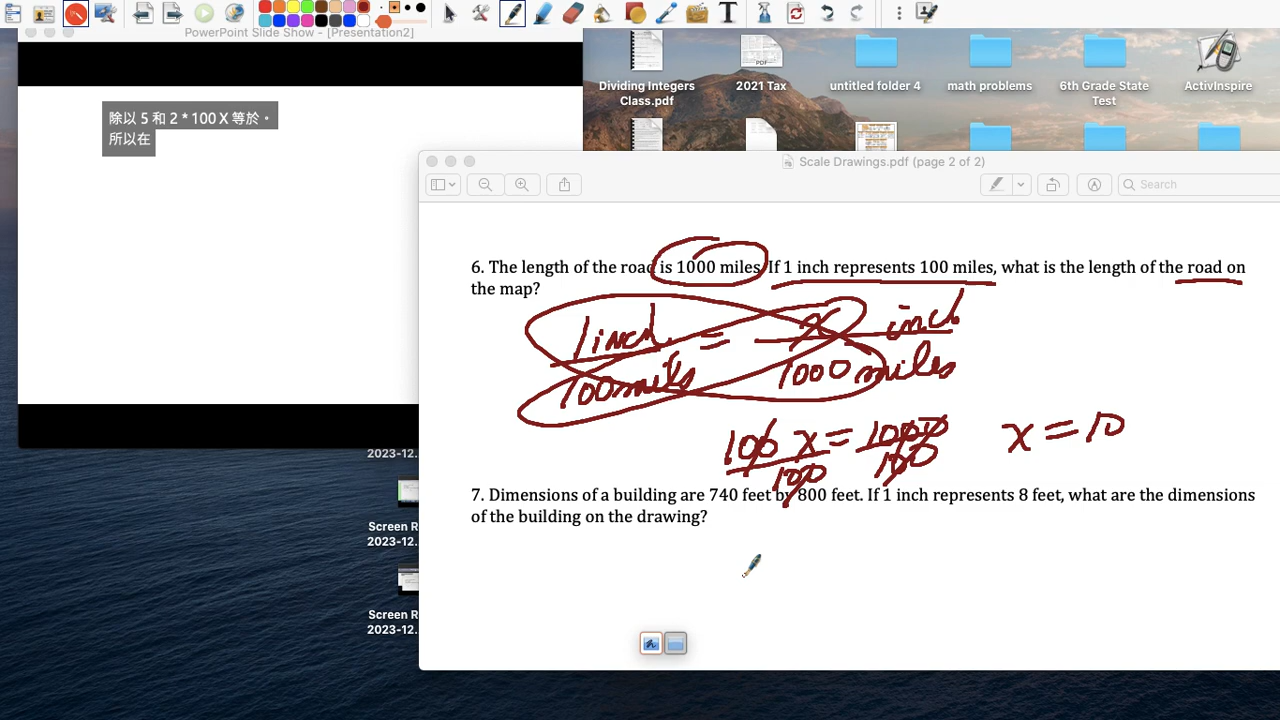 PowerPoint Slide Show - [Presentation2]
除以 5 和 2 * 100 X 等於。
所以在
Dividing Integers
Class.pdf
PDF
2021 Tax
untitled folder 4
math problems
6th Grade State
Test
ActivInspire
Scale Drawings.pdf (page 2 of 2)
Search
6. The length of the road is 1000 miles. If 1 inch represents 100 miles, what is the length of the road on
the map?
1 inch = x inch
100 miles 1000 miles
100 x = 1000 x = 10
100 100
7. Dimensions of a building are 740 feet by 800 feet. If 1 inch represents 8 feet, what are the dimensions
of the building on the drawing?
2023-12.
Screen R
2023-12.
Screen R
2023-12.